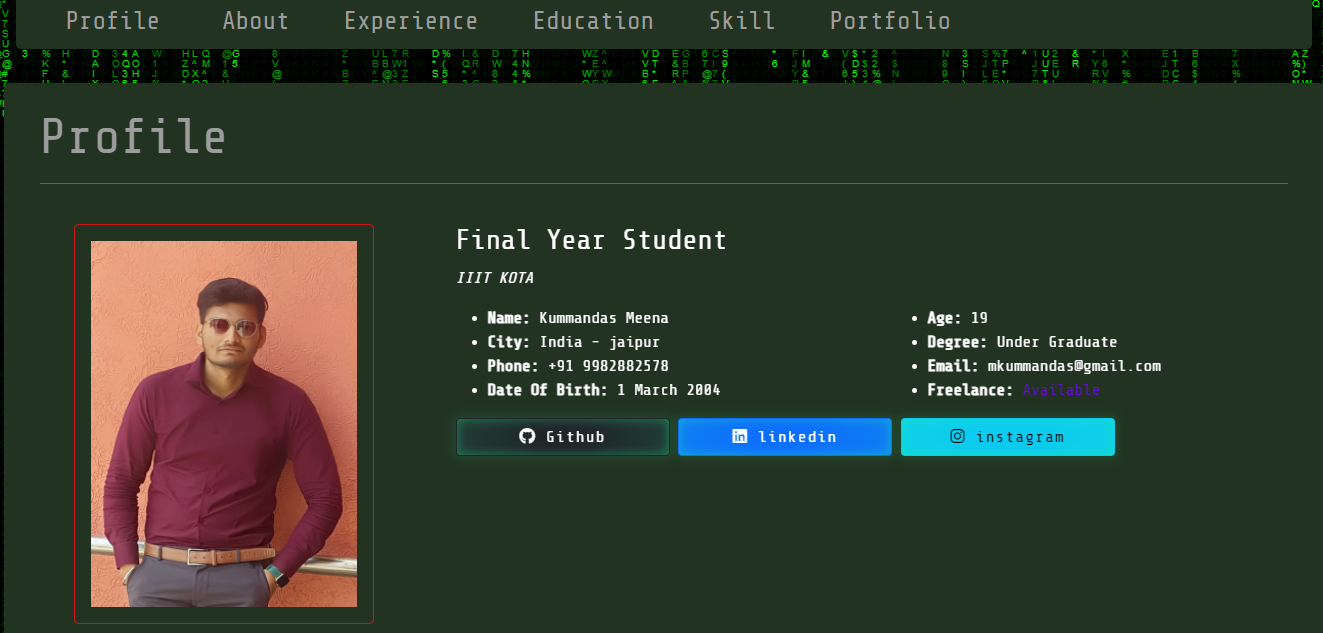 Profile About Experience Education Skill Portfolio
Profile
Final Year Student
IIIT KOTA
Name: Kummandas Meena
City: India - jaipur
Phone: +91 9982882578
Date Of Birth: 1 March 2004
Age: 19
Degree: Under Graduate
Email: mkummandas@gmail.com
Freelance: Available
Github linkedin instagram